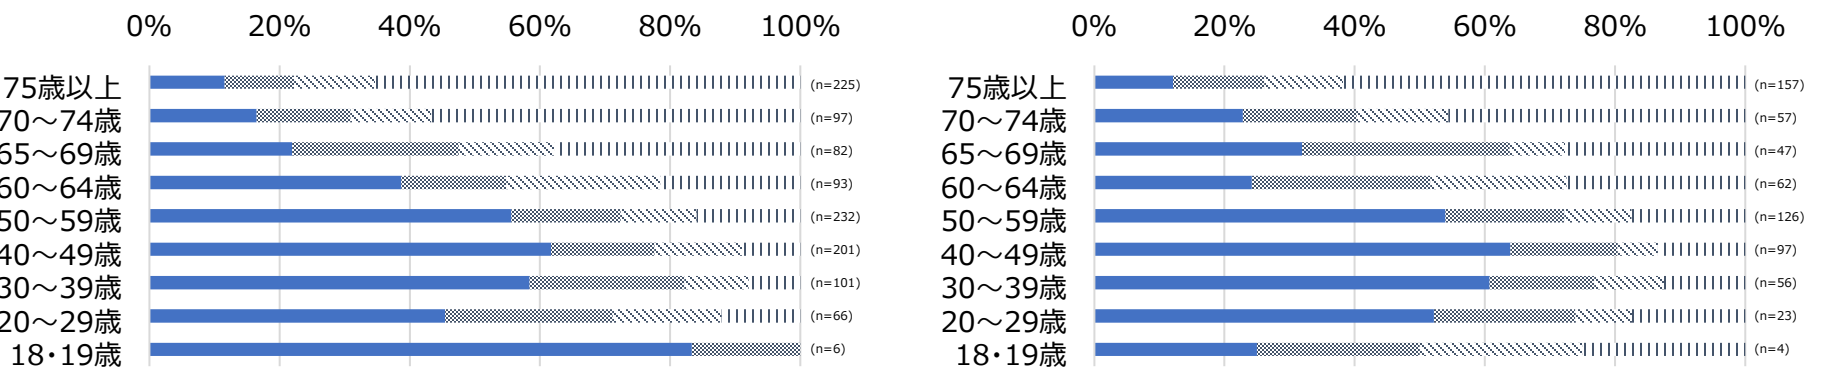 0% 20% 40% 60% 80% 100%
75歳以上 (n=225)
70～74歳 (n=97)
65～69歳 (n=82)
60～64歳 (n=93)
50～59歳 (n=232)
40～49歳 (n=201)
30～39歳 (n=101)
20～29歳 (n=66)
18･19歳 (n=6)
0% 20% 40% 60% 80% 100%
75歳以上 (n=157)
70～74歳 (n=57)
65～69歳 (n=47)
60～64歳 (n=62)
50～59歳 (n=126)
40～49歳 (n=97)
30～39歳 (n=56)
20～29歳 (n=23)
18･19歳 (n=4)